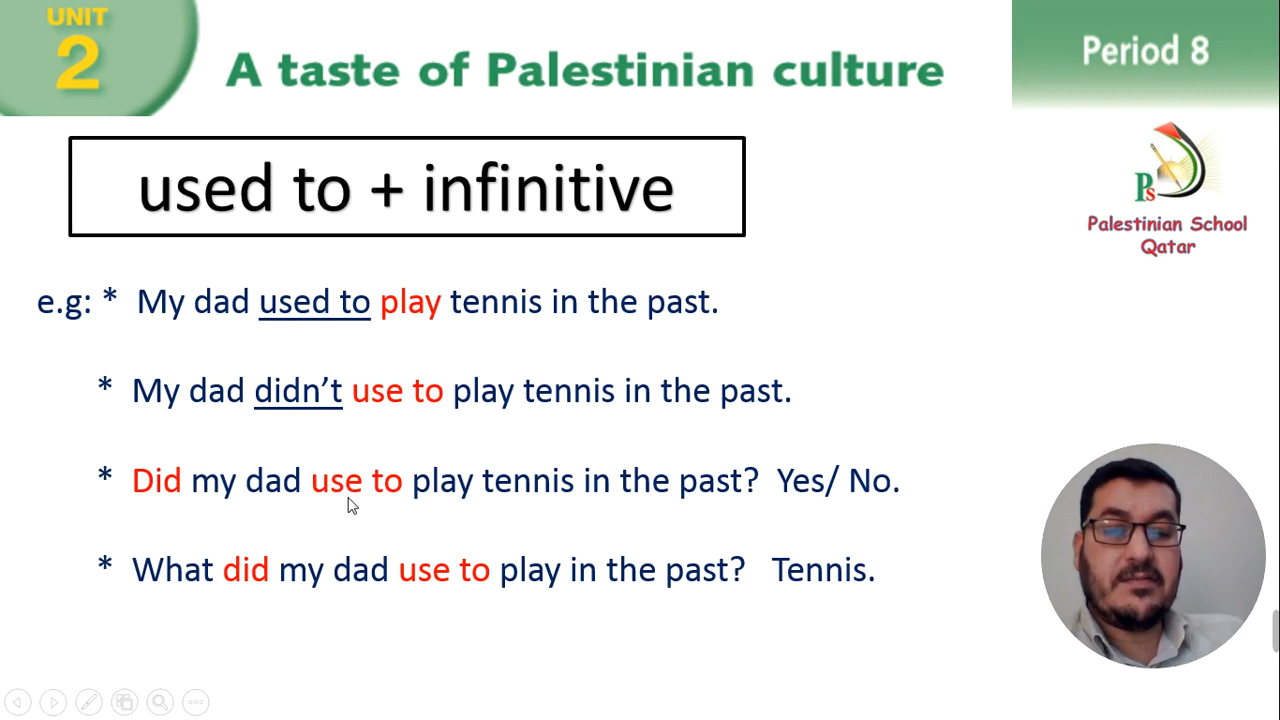 UNIT
2
A taste of Palestinian culture
Period 8
used to + infinitive
Ps
Palestinian School
Qatar
e.g: * My dad used to play tennis in the past.
* My dad didn’t use to play tennis in the past.
* Did my dad use to play tennis in the past? Yes/ No.
* What did my dad use to play in the past? Tennis.